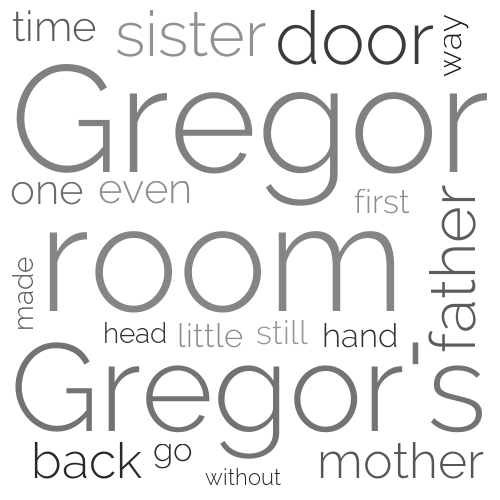 time sister door way
Gregor
one even first
room
made
father
head little still hand
Gregor's
back go mother
without